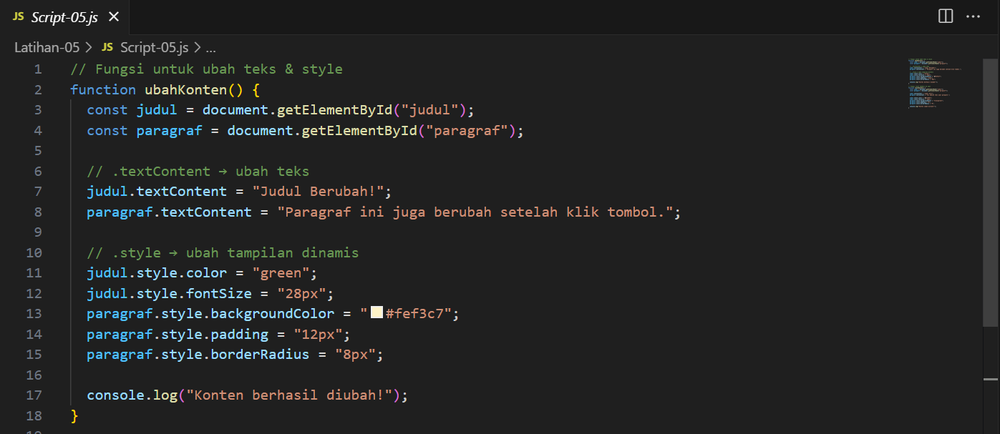 JS Script-05.js
Latihan-05 > JS Script-05.js > ...
1 // Fungsi untuk ubah teks & style
2 function ubahKonten() {
3 const judul = document.getElementById("judul");
4 const paragraf = document.getElementById("paragraf");
5
6 // .textContent → ubah teks
7 judul.textContent = "Judul Berubah!";
8 paragraf.textContent = "Paragraf ini juga berubah setelah klik tombol.";
9
10 // .style → ubah tampilan dinamis
11 judul.style.color = "green";
12 judul.style.fontSize = "28px";
13 paragraf.style.backgroundColor = "#fef3c7";
14 paragraf.style.padding = "12px";
15 paragraf.style.borderRadius = "8px";
16
17 console.log("Konten berhasil diubah!");
18 }